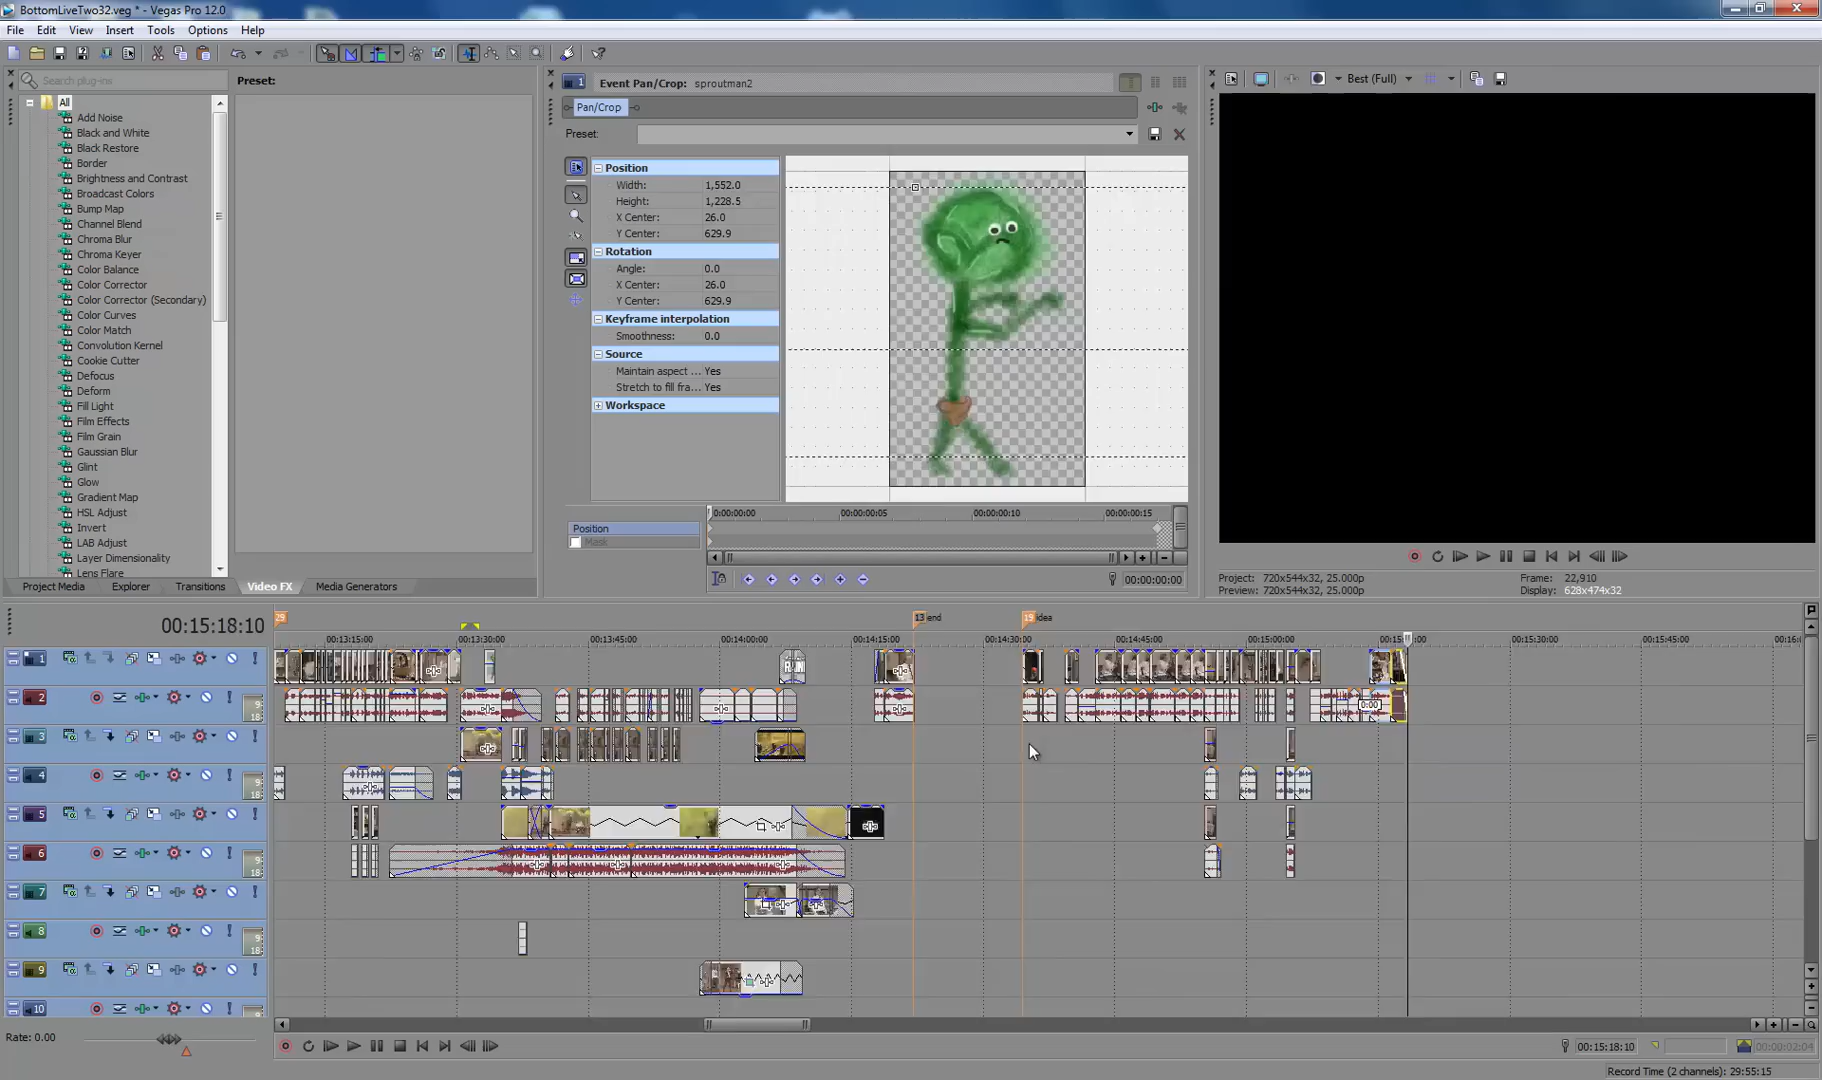 BottomLiveTwo32.veg * - Vegas Pro 12.0
File Edit View Insert Tools Options Help
Search plug-ins
Preset:
All
Add Noise
Black and White
Black Restore
Border
Brightness and Contrast
Broadcast Colors
Bump Map
Channel Blend
Chroma Blur
Chroma Keyer
Color Balance
Color Corrector
Color Corrector (Secondary)
Color Curves
Color Match
Convolution Kernel
Cookie Cutter
Defocus
Deform
Fill Light
Film Effects
Film Grain
Gaussian Blur
Glint
Glow
Gradient Map
HSL Adjust
Invert
LAB Adjust
Layer Dimensionality
Lens Flare
Project Media Explorer Transitions Video FX Media Generators
1 Event Pan/Crop: sproutman2
Pan/Crop
Preset:
Position
Width: 1,552.0
Height: 1,228.5
X Center: 26.0
Y Center: 629.9
Rotation
Angle: 0.0
X Center: 26.0
Y Center: 629.9
Keyframe interpolation
Smoothness: 0.0
Source
Maintain aspect ... Yes
Stretch to fill fra... Yes
Workspace
0:00:00:00 00:00:00:05 00:00:00:10 00:00:00:15
Position
Mask
00:00:00:00
Best (Full)
Project: 720x544x32, 25.000p
Preview: 720x544x32, 25.000p
Frame: 22,910
Display: 628x474x32
00:15:18:10
29
13 end
19 idea
00:13:15:00 00:13:30:00 00:13:45:00 00:14:00:00 00:14:15:00 00:14:30:00 00:14:45:00 00:15:00:00 00:15:30:00 00:15:45:00
1
RUN
2
9
18
0:00
3
4
9
18
5
6
9
18
7
8
9
18
9
10
Rate: 0.00
00:15:18:10
00:00:02:04
Record Time (2 channels): 29:55:15